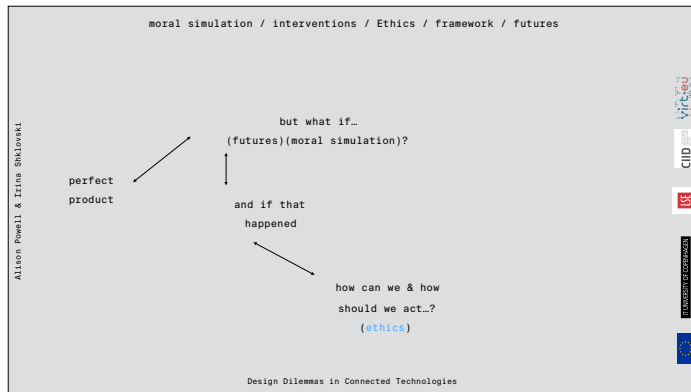 moral simulation / interventions / Ethics / framework / futures
Alison Powell & Irina Shklovski
but what if…
(futures)(moral simulation)?
perfect
product
and if that
happened
how can we & how
should we act…?
(ethics)
virt·eu
CIID
LSE
IT UNIVERSITY OF COPENHAGEN
Design Dilemmas in Connected Technologies